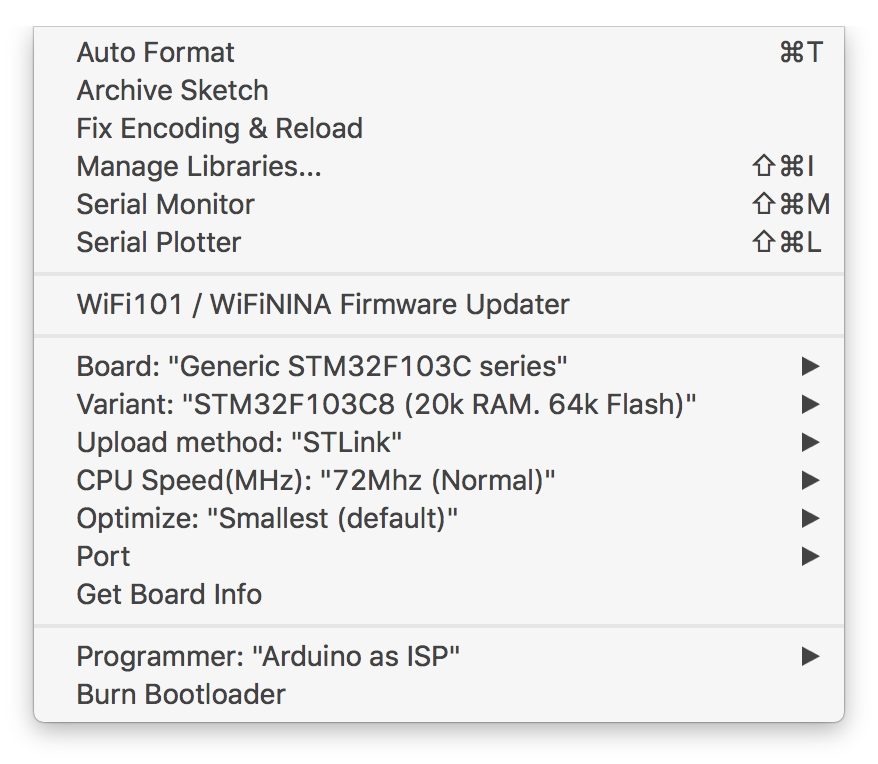 Auto Format ⌘T
Archive Sketch
Fix Encoding & Reload
Manage Libraries... ⇧⌘I
Serial Monitor ⇧⌘M
Serial Plotter ⇧⌘L
WiFi101 / WiFiNINA Firmware Updater
Board: "Generic STM32F103C series"
Variant: "STM32F103C8 (20k RAM. 64k Flash)"
Upload method: "STLink"
CPU Speed(MHz): "72Mhz (Normal)"
Optimize: "Smallest (default)"
Port
Get Board Info
Programmer: "Arduino as ISP"
Burn Bootloader